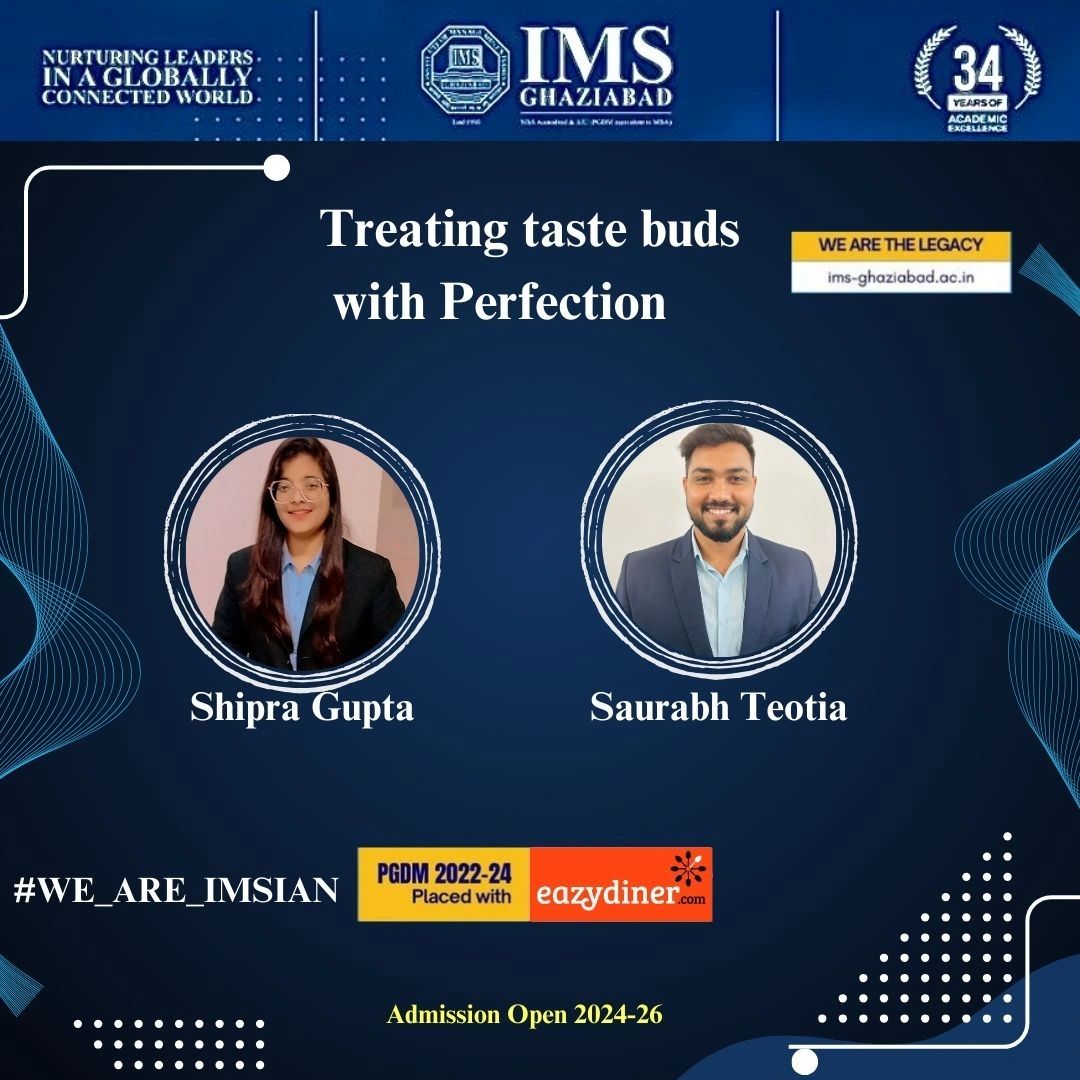 NURTURING LEADERS
IN A GLOBALLY
CONNECTED WORLD
IMS
IMS
GHAZIABAD
34
YEARS OF
ACADEMIC
EXCELLENCE
Treating taste buds
with Perfection
WE ARE THE LEGACY
ims-ghaziabad.ac.in
Shipra Gupta
Saurabh Teotia
#WE_ARE_IMSIAN
PGDM 2022-24
Placed with
eazydiner.com
Admission Open 2024-26